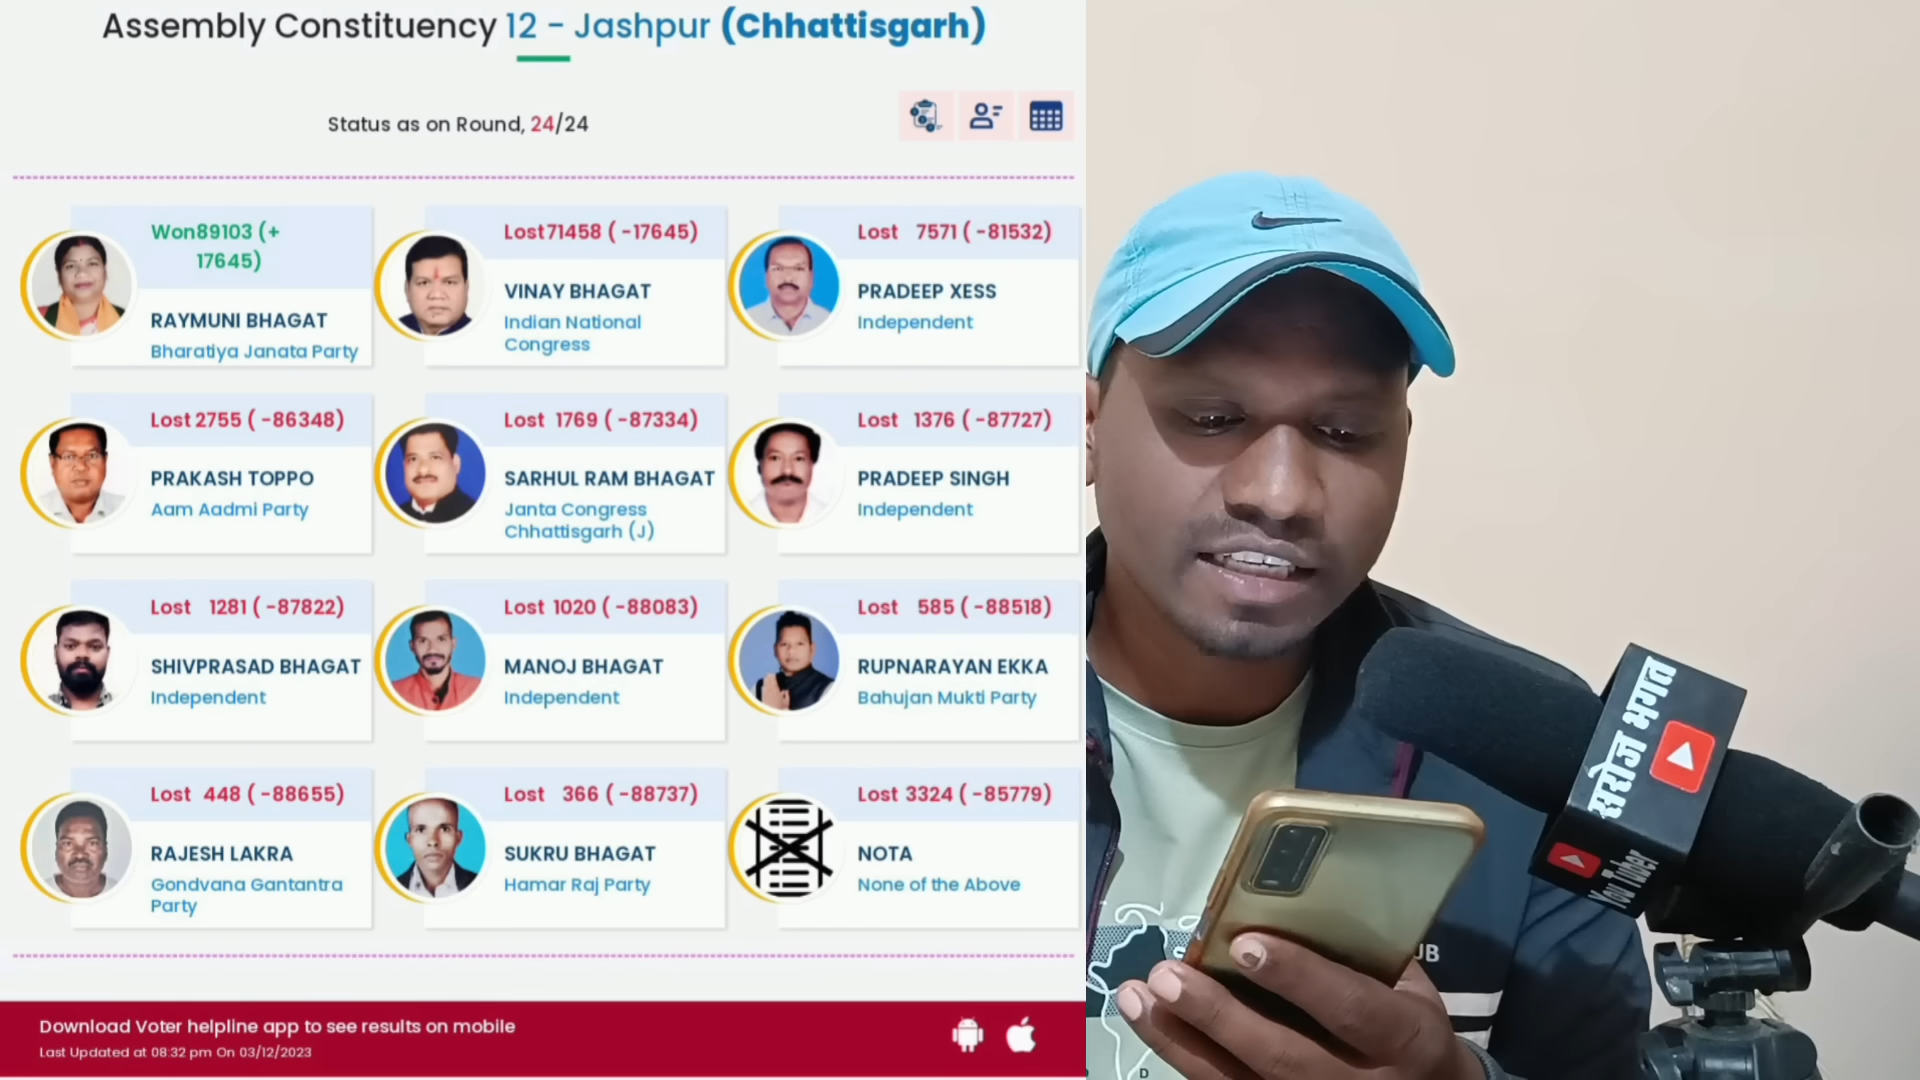 Assembly Constituency 12 - Jashpur (Chhattisgarh)
Status as on Round, 24/24
Won89103 (+
17645)
RAYMUNI BHAGAT
Bharatiya Janata Party
Lost71458 ( -17645)
VINAY BHAGAT
Indian National
Congress
Lost 7571 ( -81532)
PRADEEP XESS
Independent
Lost 2755 ( -86348)
PRAKASH TOPPO
Aam Aadmi Party
Lost 1769 ( -87334)
SARHUL RAM BHAGAT
Janta Congress
Chhattisgarh (J)
Lost 1376 ( -87727)
PRADEEP SINGH
Independent
Lost 1281 ( -87822)
SHIVPRASAD BHAGAT
Independent
Lost 1020 ( -88083)
MANOJ BHAGAT
Independent
Lost 585 ( -88518)
RUPNARAYAN EKKA
Bahujan Mukti Party
Lost 448 ( -88655)
RAJESH LAKRA
Gondvana Gantantra
Party
Lost 366 ( -88737)
SUKRU BHAGAT
Hamar Raj Party
Lost 3324 ( -85779)
NOTA
None of the Above
Download Voter helpline app to see results on mobile
Last Updated at 08:32 pm On 03/12/2023
सरोज भगत
You Tuber